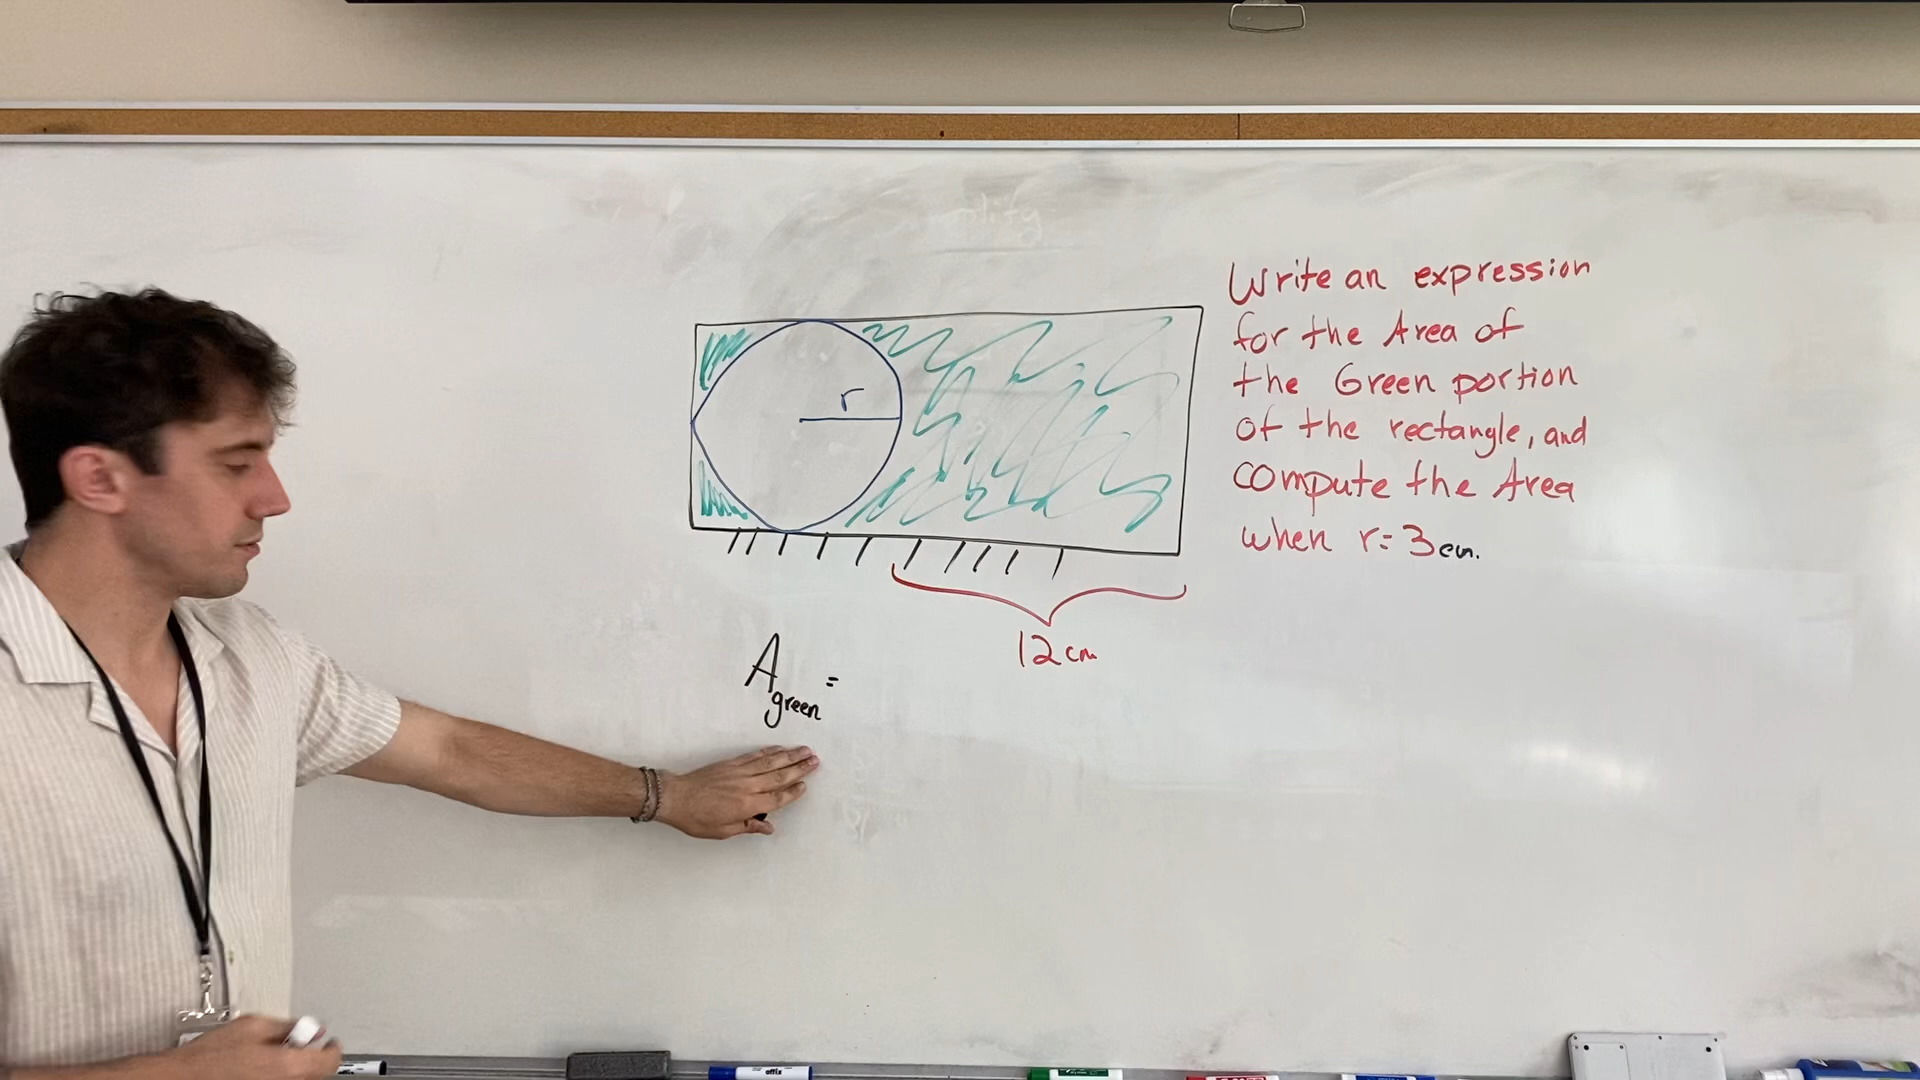 Write an expression
for the Area of
the Green portion
of the rectangle, and
compute the Area
when r = 3cm.
r
12cm
A green =